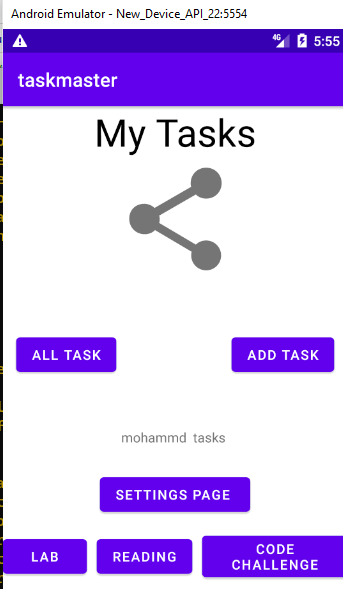 Android Emulator - New_Device_API_22:5554
4G 5:55
taskmaster
My Tasks
ALL TASK ADD TASK
mohammd tasks
SETTINGS PAGE
LAB READING CODE
CHALLENGE